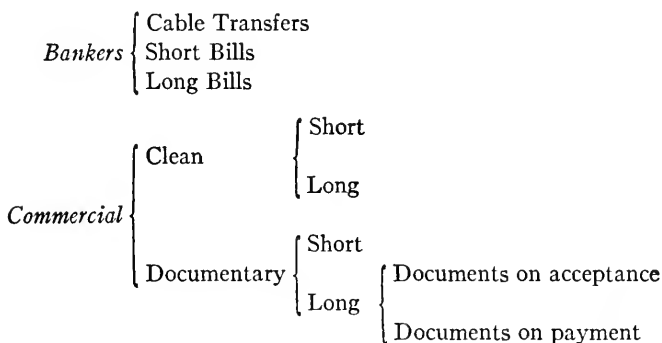 Cable Transfers
Bankers Short Bills
Long Bills
Short
Clean
Long
Commercial
Short
Documentary Documents on acceptance
Long
Documents on payment